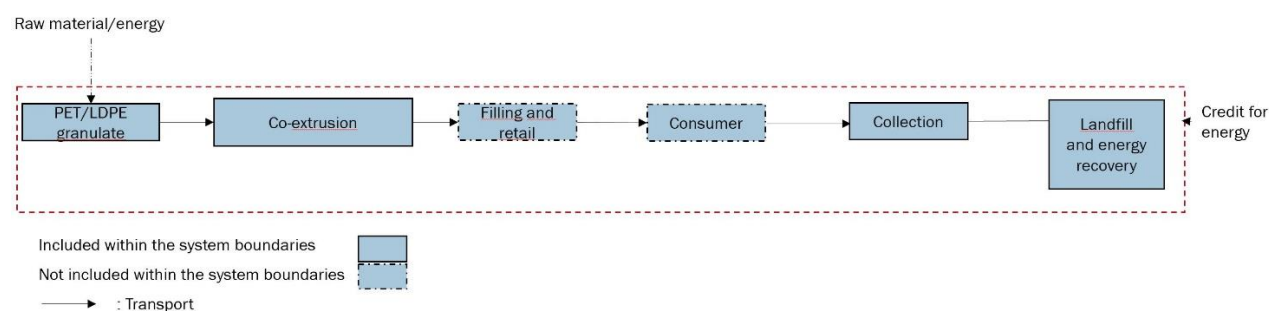 Raw material/energy
PET/LDPE
granulate
Co-extrusion
Filling and
retail
Consumer
Collection
Landfill
and energy
recovery
Credit for
energy
Included within the system boundaries
Not included within the system boundaries
: Transport